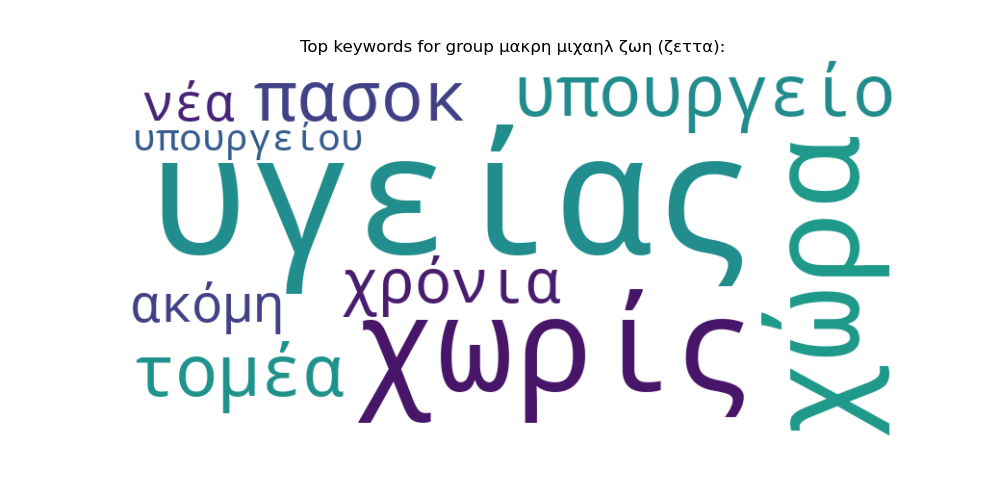 Top keywords for group μακρη μιχαηλ ζωη (ζεττα):
νέα πασοκ υπουργείο
υπουργείου
υγείας
χώρα
χρόνια
ακόμη
χωρίς
τομέα